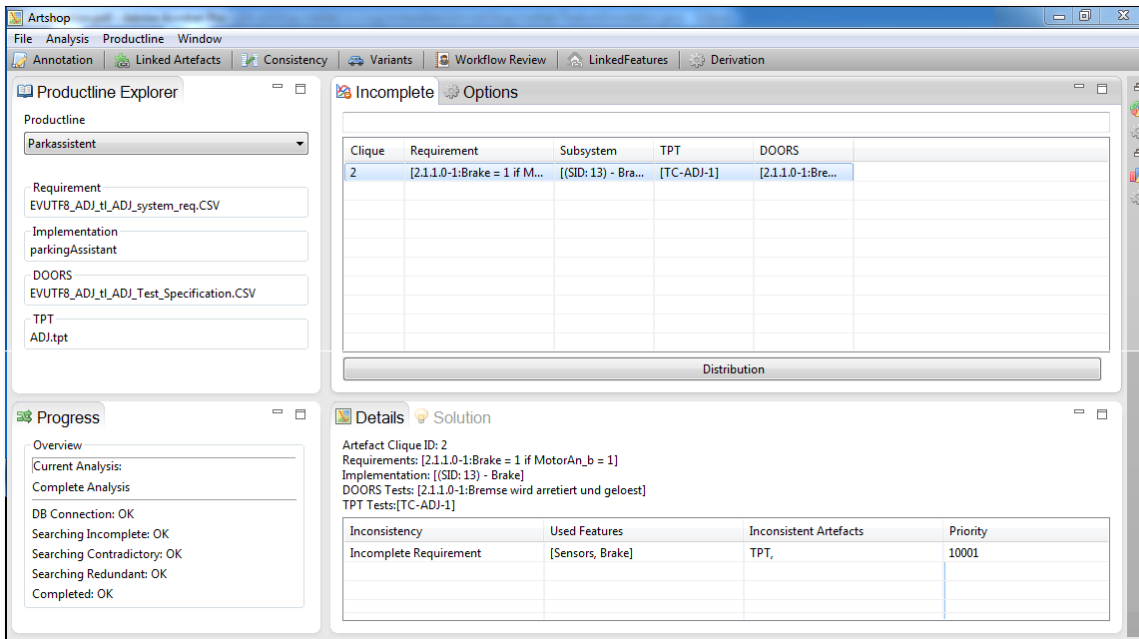 Artshop
File Analysis Productline Window
Annotation Linked Artefacts Consistency Variants Workflow Review LinkedFeatures Derivation
Productline Explorer
Productline
Parkassistent
Requirement
EVUTF8_ADJ_tl_ADJ_system_req.CSV
Implementation
parkingAssistant
DOORS
EVUTF8_ADJ_tl_ADJ_Test_Specification.CSV
TPT
ADJ.tpt
Incomplete Options
Clique Requirement Subsystem TPT DOORS
2 [2.1.1.0-1:Brake = 1 if M... [(SID: 13) - Bra... [TC-ADJ-1] [2.1.1.0-1:Bre...
Distribution
Progress
Overview
Current Analysis:
Complete Analysis
DB Connection: OK
Searching Incomplete: OK
Searching Contradictory: OK
Searching Redundant: OK
Completed: OK
Details Solution
Artefact Clique ID: 2
Requirements: [2.1.1.0-1:Brake = 1 if MotorAn_b = 1]
Implementation: [(SID: 13) - Brake]
DOORS Tests: [2.1.1.0-1:Bremse wird arretiert und geloest]
TPT Tests:[TC-ADJ-1]
Inconsistency Used Features Inconsistent Artefacts Priority
Incomplete Requirement [Sensors, Brake] TPT, 10001